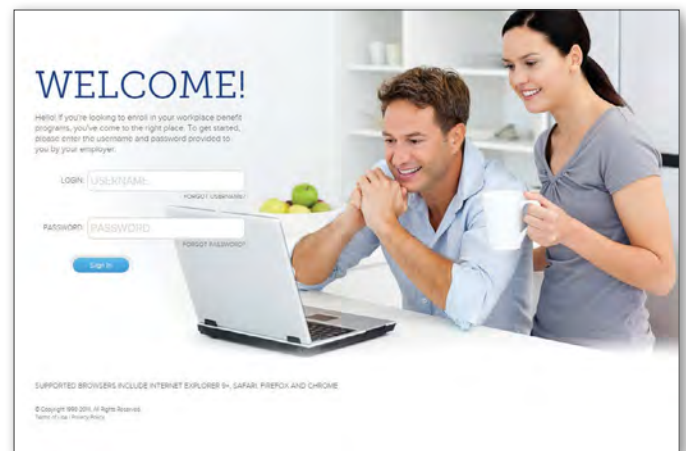 WELCOME!
Hello! If you're looking to enroll in your workplace benefit
programs, you've come to the right place. To get started,
please enter the username and password provided to
you by your employer.
LOGIN: USERNAME
FORGOT USERNAME?
PASSWORD: PASSWORD
FORGOT PASSWORD?
Sign In
SUPPORTED BROWSERS INCLUDE INTERNET EXPLORER 9+, SAFARI, FIREFOX AND CHROME
© Copyright All Rights Reserved.
Terms of Use | Privacy Policy